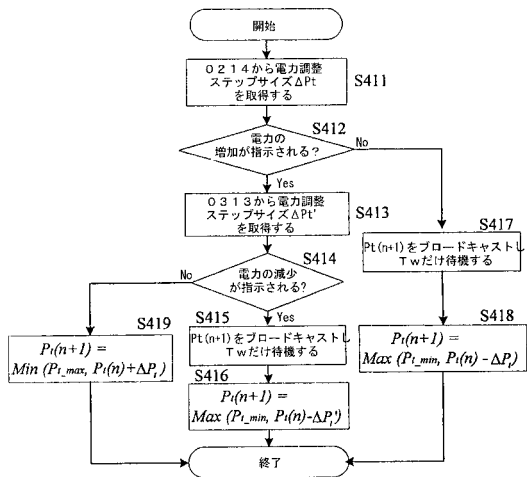 開始
0214から電力調整
ステップサイズΔPt
を取得する
S411
電力の
増加が指示される?
S412
No
Yes
0313から電力調整
ステップサイズΔPt'
を取得する
S413
電力の減少
が指示される?
S414
No
Yes
S417
Pt(n+1)をブロードキャストし
Twだけ待機する
S415
Pt(n+1)をブロードキャストし
Twだけ待機する
S419
Pt(n+1) =
Min (Pt_max, Pt(n)+ΔPt)
S418
Pt(n+1) =
Max (Pt_min, Pt(n)-ΔPt)
S416
Pt(n+1) =
Max (Pt_min, Pt(n)-ΔPt')
終了